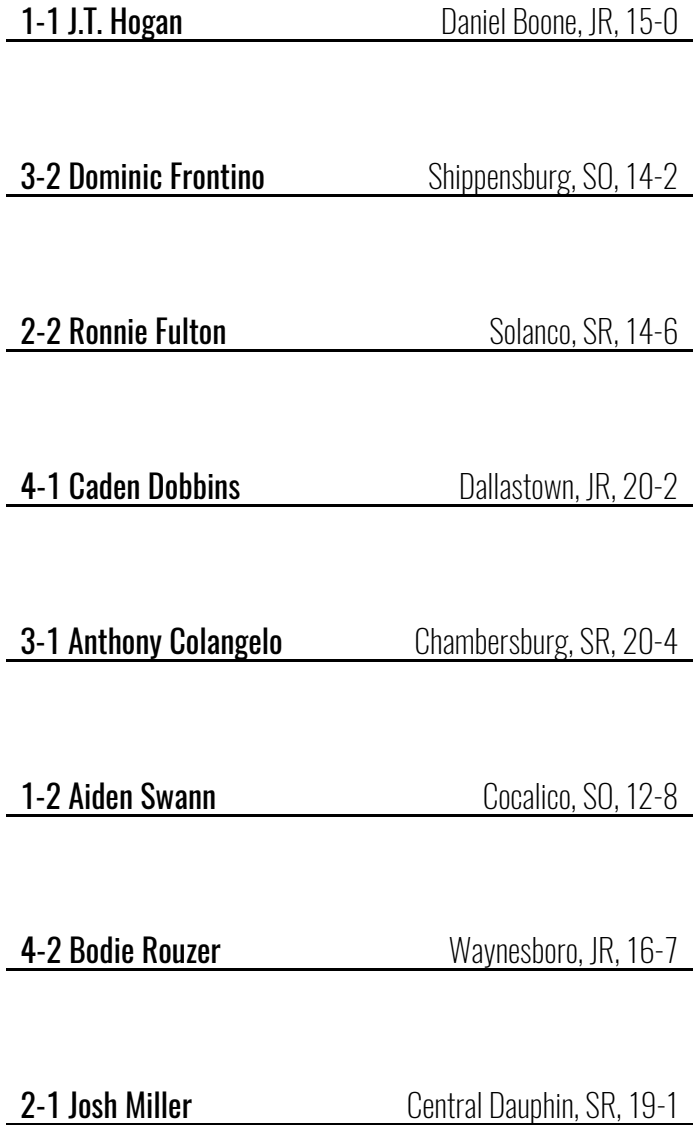 1-1 J.T. Hogan Daniel Boone, JR, 15-0
3-2 Dominic Frontino Shippensburg, SO, 14-2
2-2 Ronnie Fulton Solanco, SR, 14-6
4-1 Caden Dobbins Dallastown, JR, 20-2
3-1 Anthony Colangelo Chambersburg, SR, 20-4
1-2 Aiden Swann Cocalico, SO, 12-8
4-2 Bodie Rouzer Waynesboro, JR, 16-7
2-1 Josh Miller Central Dauphin, SR, 19-1